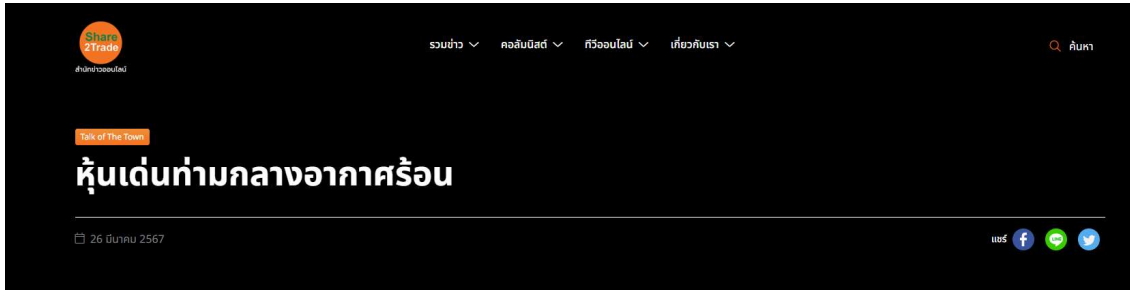 Share
2Trade
สำนักข่าวออนไลน์
รวมข่าว คอลัมนิสต์ ทีวีออนไลน์ เกี่ยวกับเรา ค้นหา
Talk of The Town
หุ้นเด่นท่ามกลางอากาศร้อน
26 มีนาคม 2567
แชร์
LINE